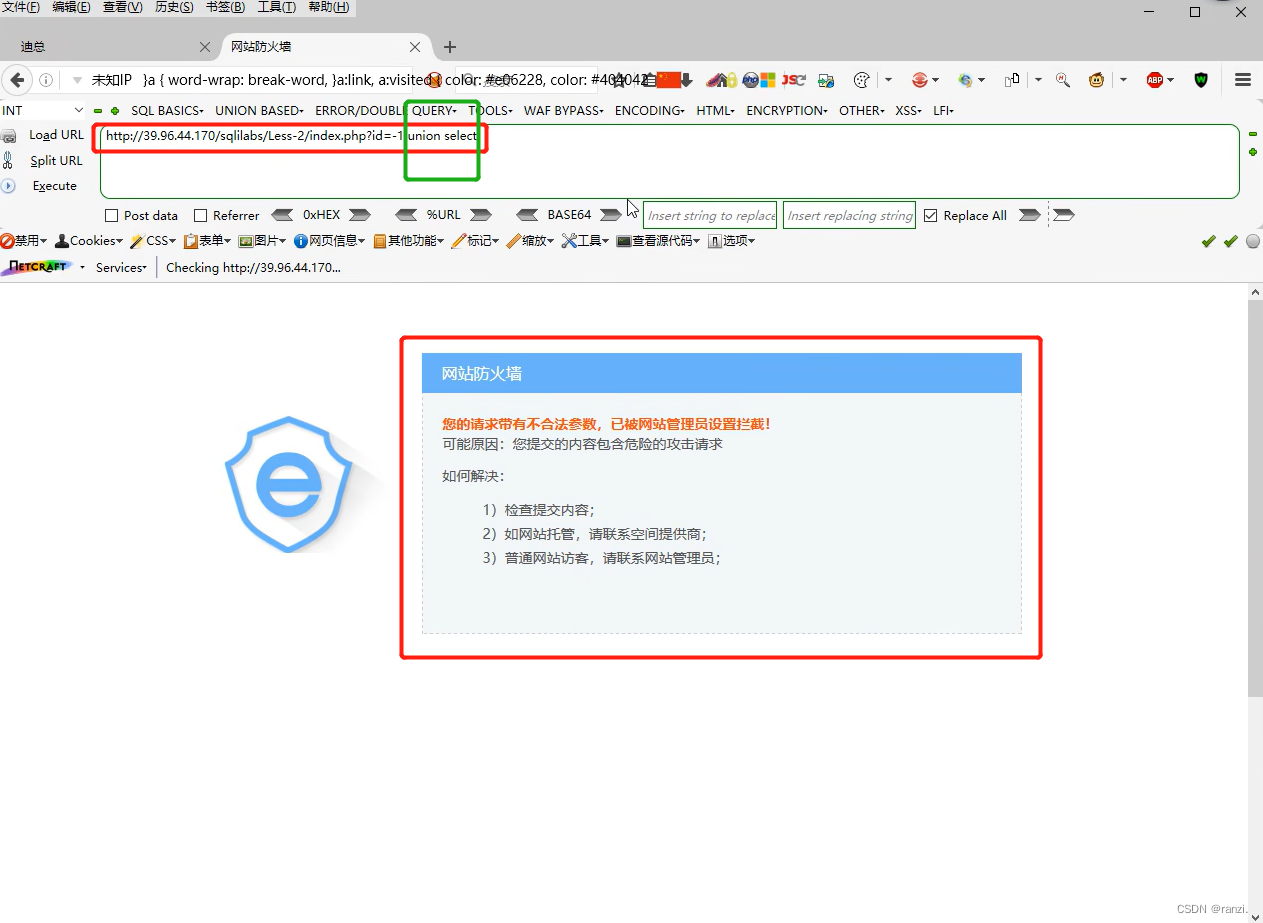 文件(F) 编辑(E) 查看(V) 历史(S) 书签(B) 工具(T) 帮助(H)
迪总 网站防火墙
未知IP }a { word-wrap: break-word, }a:link, a:visited { color: #e06228, color: #404042
INT SQL BASICS UNION BASED ERROR/DOUBL QUERY TOOLS WAF BYPASS ENCODING HTML ENCRYPTION OTHER XSS LFI
Load URL http://39.96.44.170/sqlilabs/Less-2/index.php?id=-1 union select
Split URL
Execute
Post data Referrer 0xHEX %URL BASE64 Insert string to replace Insert replacing string Replace All
禁用 Cookies CSS 表单 图片 网页信息 其他功能 标记 缩放 工具 查看源代码 选项
NETCRAFT Services Checking http://39.96.44.170...
网站防火墙
您的请求带有不合法参数，已被网站管理员设置拦截！
可能原因：您提交的内容包含危险的攻击请求
如何解决：
1）检查提交内容；
2）如网站托管，请联系空间提供商；
3）普通网站访客，请联系网站管理员；
CSDN @ranzi.